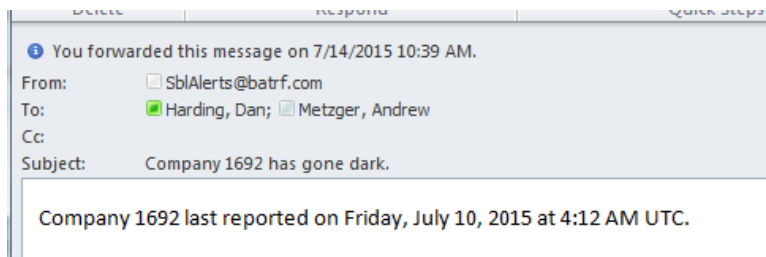 Delete Respond Quick Steps
You forwarded this message on 7/14/2015 10:39 AM.
From: SblAlerts@batrf.com
To: Harding, Dan; Metzger, Andrew
Cc:
Subject: Company 1692 has gone dark.
Company 1692 last reported on Friday, July 10, 2015 at 4:12 AM UTC.